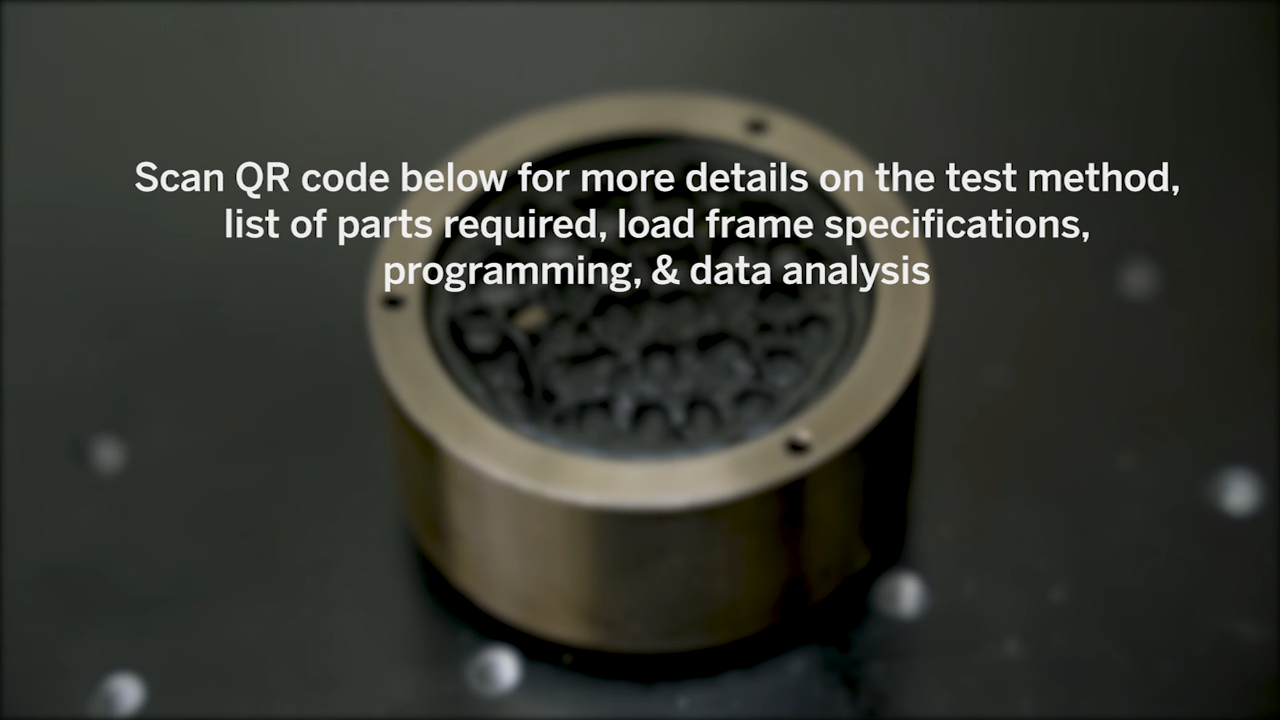 Scan QR code below for more details on the test method,
list of parts required, load frame specifications,
programming, & data analysis